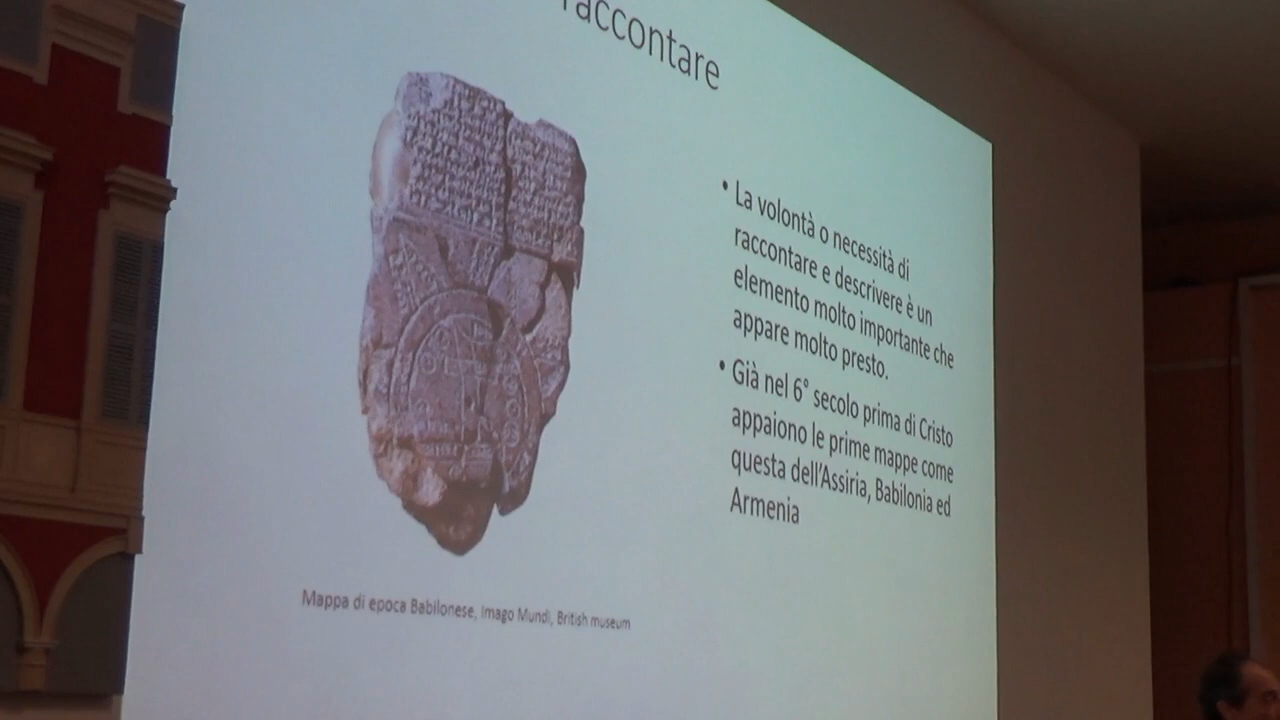 raccontare
• La volontà o necessità di
raccontare e descrivere è un
elemento molto importante che
appare molto presto.
• Già nel 6° secolo prima di Cristo
appaiono le prime mappe come
questa dell'Assiria, Babilonia ed
Armenia
Mappa di epoca Babilonese, Imago Mundi, British museum